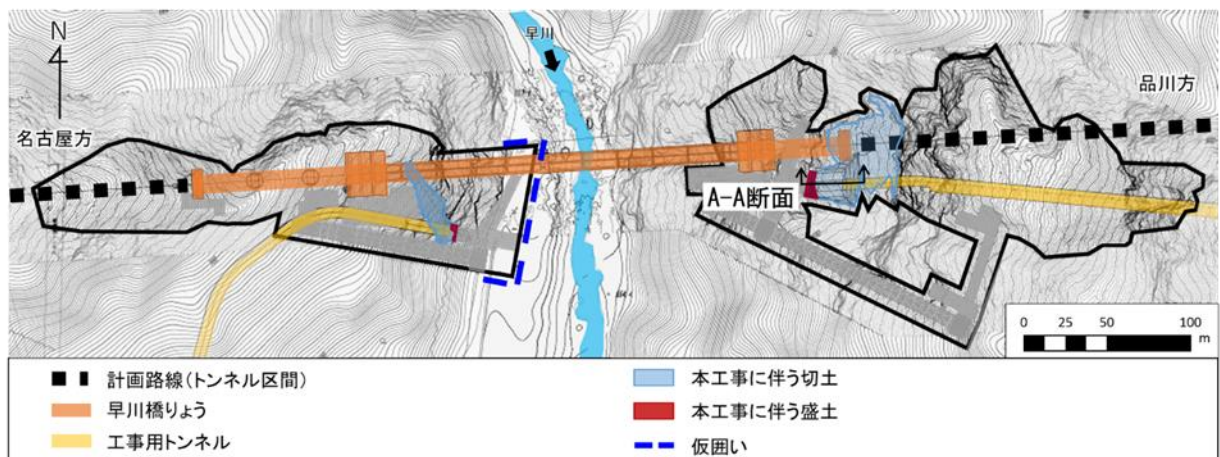 N
早川
品川方
名古屋方
A-A断面
0 25 50 100
m
計画路線(トンネル区間)
早川橋りょう
工事用トンネル
本工事に伴う切土
本工事に伴う盛土
仮囲い